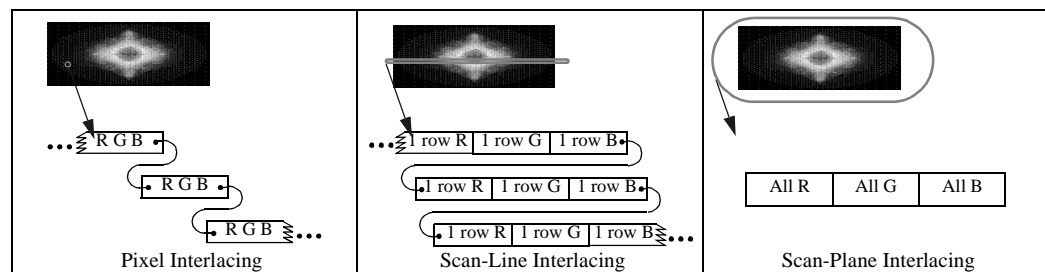 R G B
R G B
R G B
Pixel Interlacing
1 row R 1 row G 1 row B
1 row R 1 row G 1 row B
1 row R 1 row G 1 row B
Scan-Line Interlacing
All R All G All B
Scan-Plane Interlacing